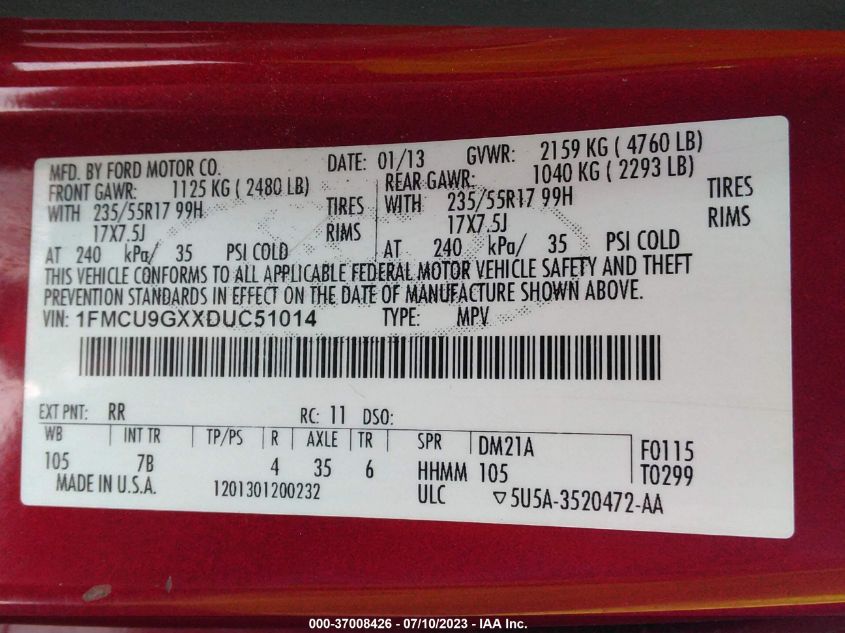 MFD. BY FORD MOTOR CO. DATE: 01/13 GVWR: 2159 KG ( 4760 LB)
FRONT GAWR: 1125 KG ( 2480 LB) REAR GAWR: 1040 KG ( 2293 LB)
WITH 235/55R17 99H TIRES WITH 235/55R17 99H TIRES
17X7.5J RIMS 17X7.5J RIMS
AT 240 kPa/ 35 PSI COLD AT 240 kPa/ 35 PSI COLD
THIS VEHICLE CONFORMS TO ALL APPLICABLE FEDERAL MOTOR VEHICLE SAFETY AND THEFT
PREVENTION STANDARDS IN EFFECT ON THE DATE OF MANUFACTURE SHOWN ABOVE.
VIN: 1FMCU9GXXDUC51014 TYPE: MPV
EXT PNT: RR RC: 11 DSO:
WB INT TR TP/PS R AXLE TR SPR DM21A F0115
105 7B 4 35 6 HHMM 105 T0299
MADE IN U.S.A. 1201301200232 ULC ▽5U5A-3520472-AA
000-37008426 - 07/10/2023 - IAA Inc.